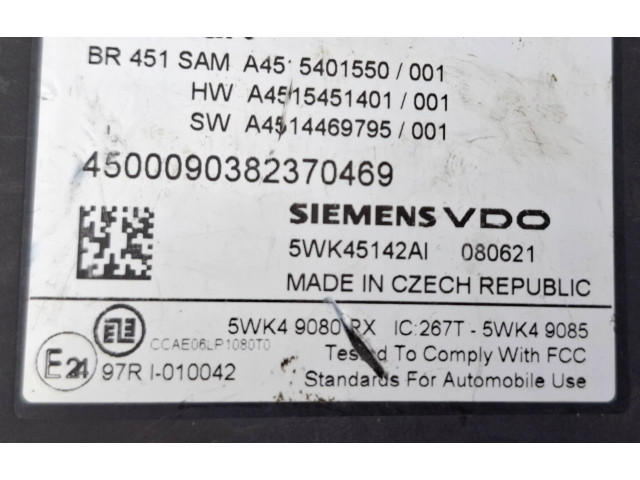 BR 451 SAM A45 5401550 / 001
HW A4515451401 / 001
SW A4514469795 / 001
4500090382370469
SIEMENS VDO
5WK45142AI 080621
MADE IN CZECH REPUBLIC
5WK4 9080 RX IC:267T - 5WK4 9085
CCAE06LP1080T0
Tested To Comply With FCC
E24 97R I-010042
Standards For Automobile Use